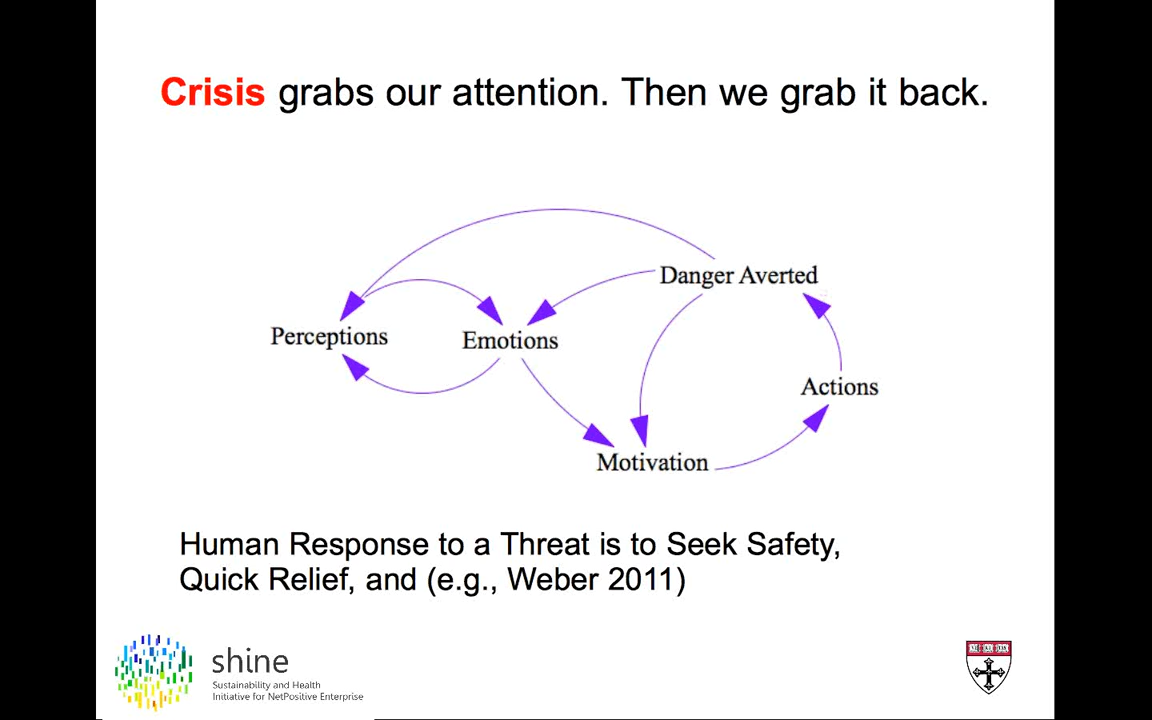 Crisis grabs our attention. Then we grab it back.
Danger Averted
Perceptions
Emotions
Actions
Motivation
Human Response to a Threat is to Seek Safety,
Quick Relief, and (e.g., Weber 2011)
shine
Sustainability and Health
Initiative for NetPositive Enterprise